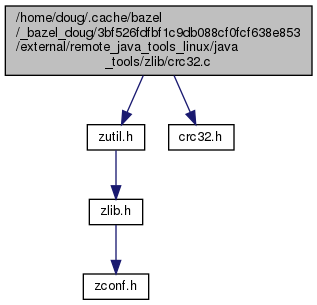 /home/doug/.cache/bazel
/_bazel_doug/3bf526fdfbf1c9db088cf0fcf638e853
/external/remote_java_tools_linux/java
_tools/zlib/crc32.c
zutil.h
crc32.h
zlib.h
zconf.h